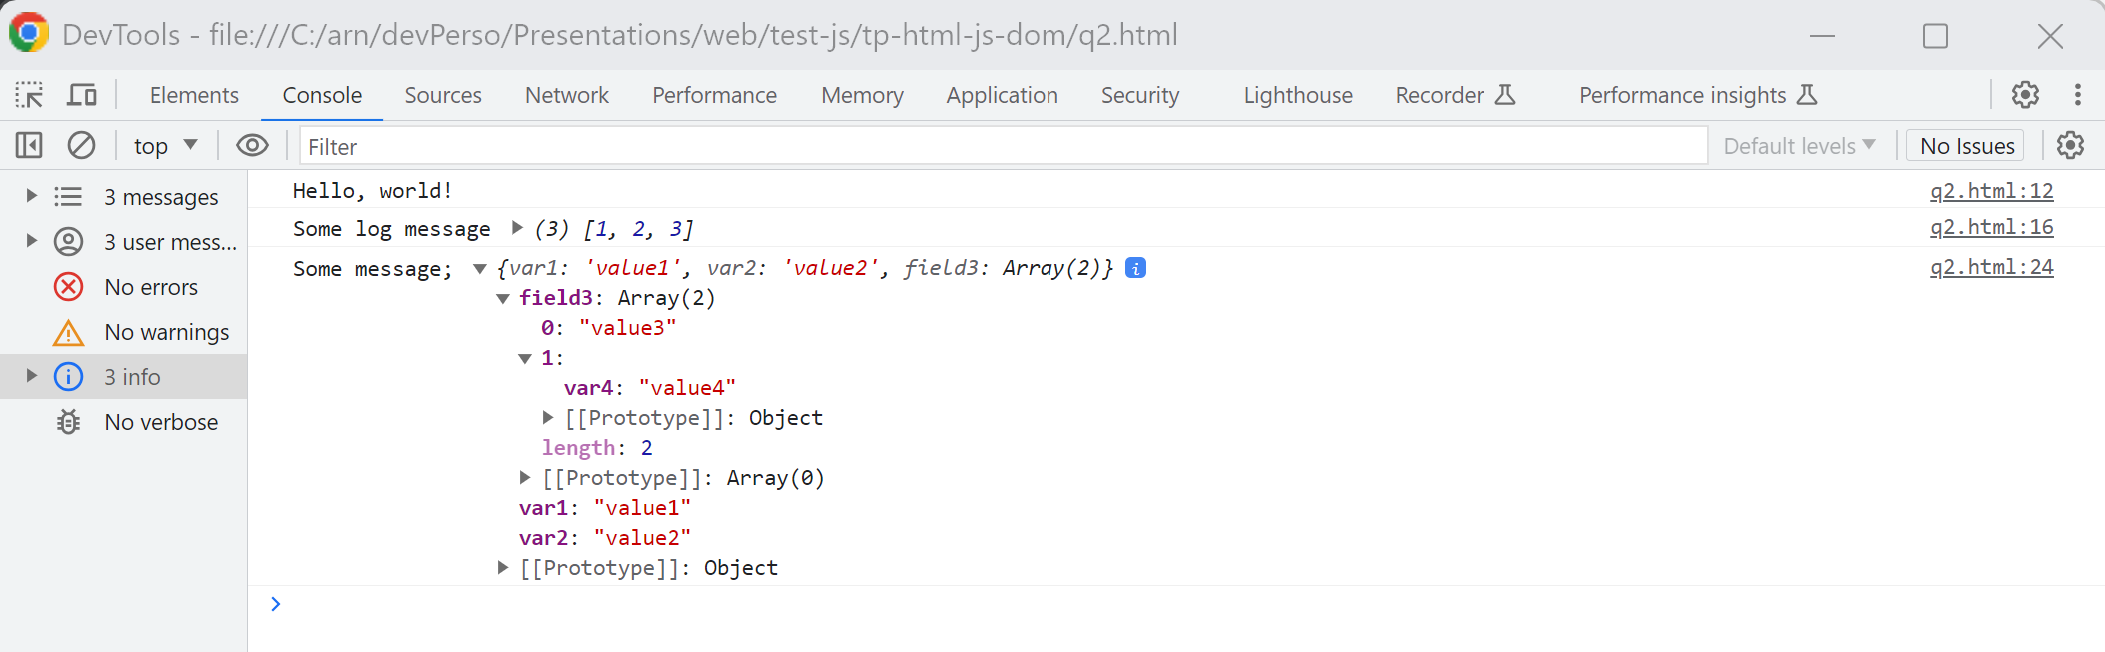 DevTools - file:///C:/arn/devPerso/Presentations/web/test-js/tp-html-js-dom/q2.html
Elements Console Sources Network Performance Memory Application Security Lighthouse Recorder Performance insights
top Filter Default levels No Issues
3 messages
3 user mess...
No errors
No warnings
3 info
No verbose
Hello, world! q2.html:12
Some log message (3) [1, 2, 3] q2.html:16
Some message; {var1: 'value1', var2: 'value2', field3: Array(2)} i q2.html:24
field3: Array(2)
0: "value3"
1:
var4: "value4"
[[Prototype]]: Object
length: 2
[[Prototype]]: Array(0)
var1: "value1"
var2: "value2"
[[Prototype]]: Object